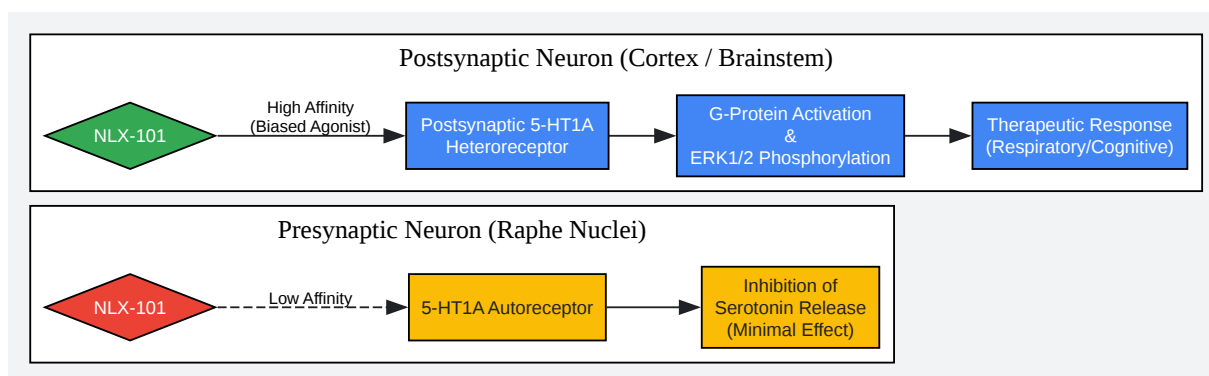 Postsynaptic Neuron (Cortex / Brainstem)
NLX-101
High Affinity
(Biased Agonist)
Postsynaptic 5-HT1A
Heteroreceptor
G-Protein Activation
&
ERK1/2 Phosphorylation
Therapeutic Response
(Respiratory/Cognitive)
Presynaptic Neuron (Raphe Nuclei)
NLX-101
Low Affinity
5-HT1A Autoreceptor
Inhibition of
Serotonin Release
(Minimal Effect)